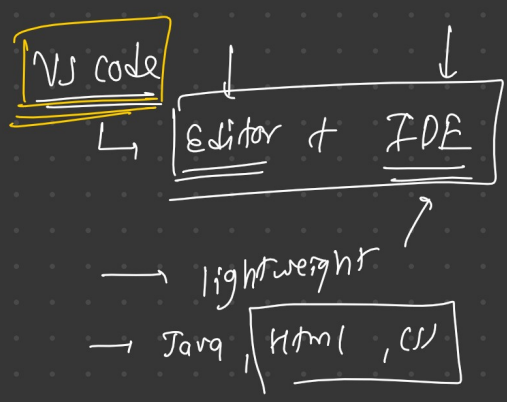 VS code
Editor + IDE
lightweight
Java, Html, CSS